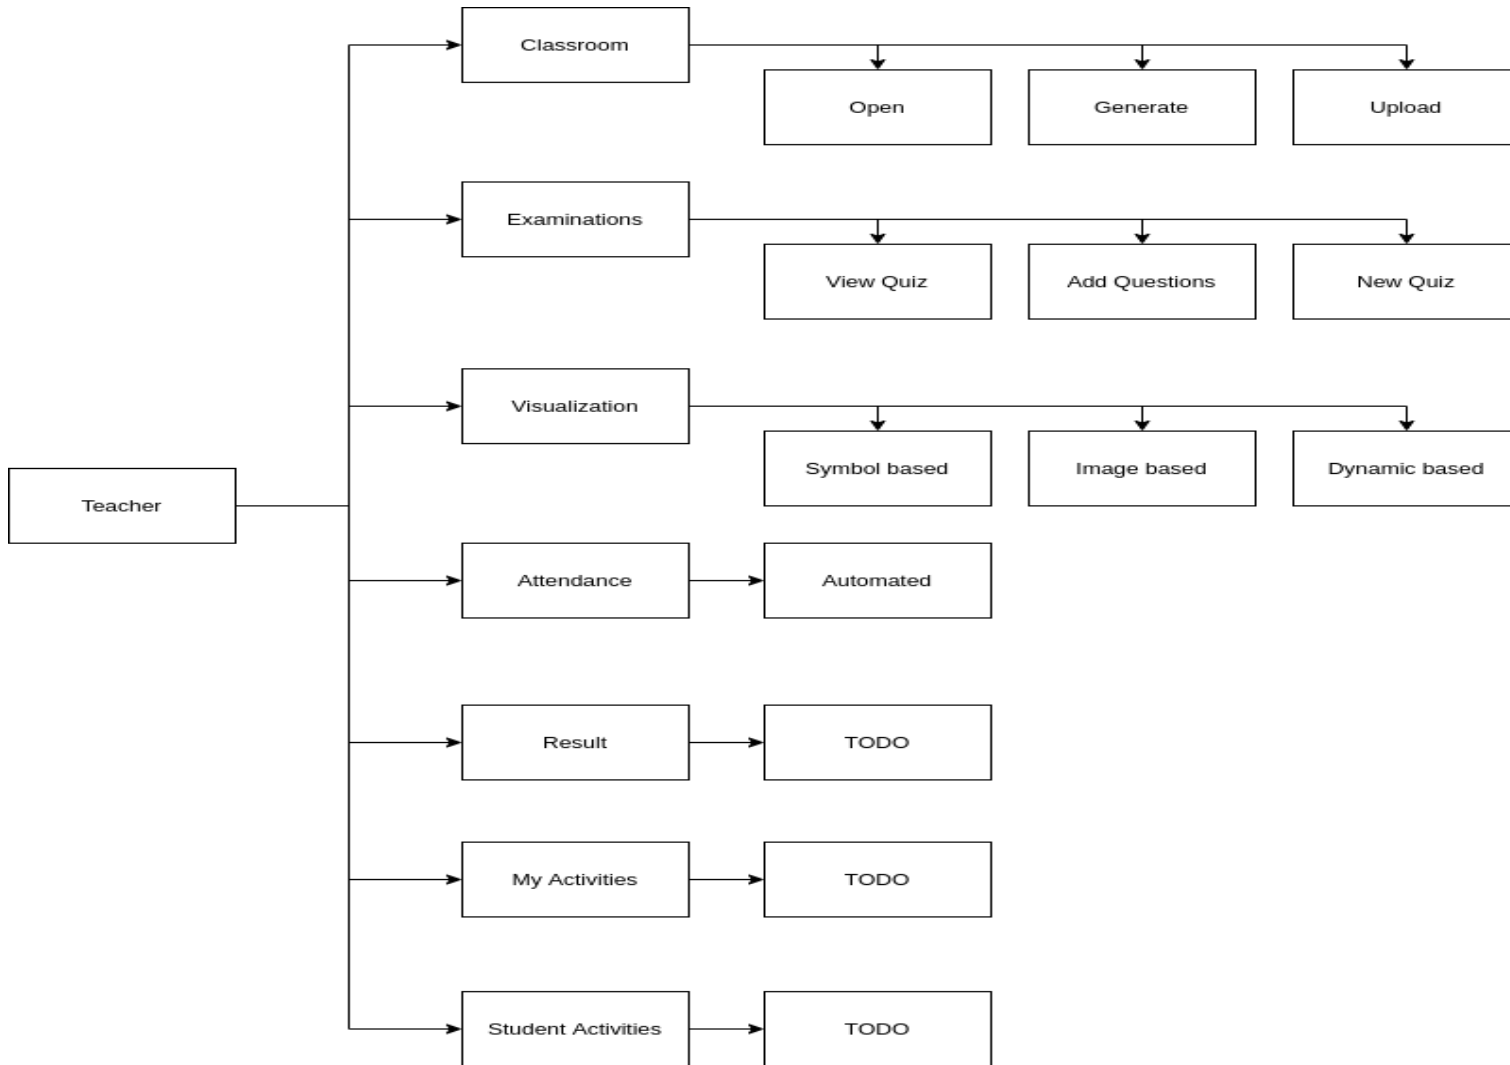 Classroom
Open
Generate
Upload
Examinations
View Quiz
Add Questions
New Quiz
Visualization
Symbol based
Image based
Dynamic based
Teacher
Attendance
Automated
Result
TODO
My Activities
TODO
Student Activities
TODO